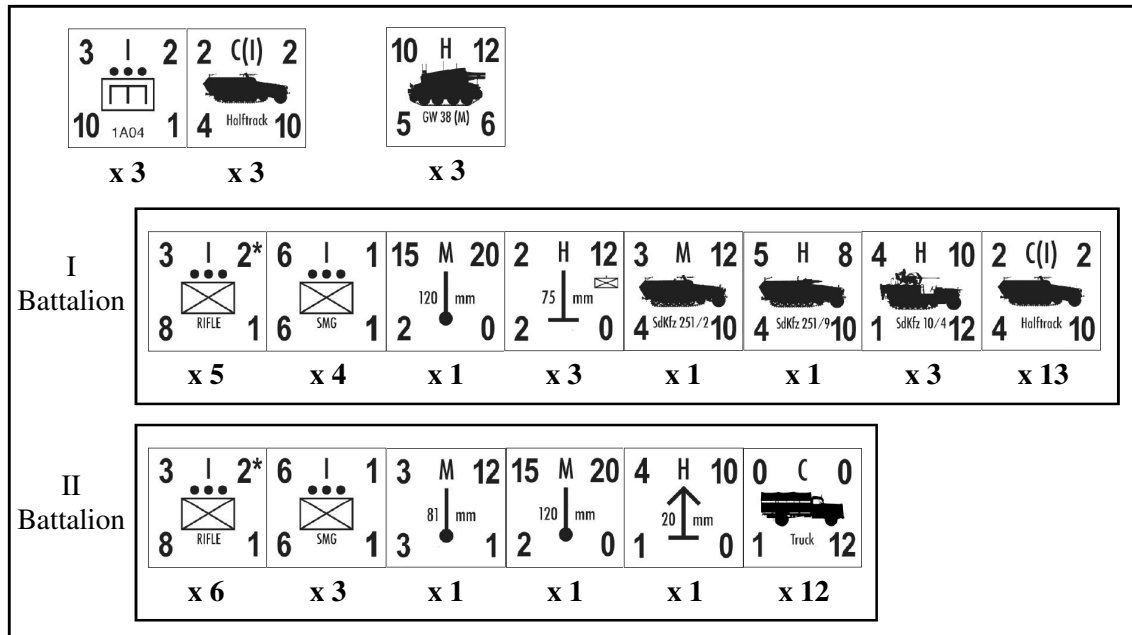 3 I 2 2 C(I) 2 10 H 12
1A04 Halftrack GW 38 (M)
10 1 4 10 5 6
x 3 x 3 x 3
I
Battalion
3 I 2* 6 I 1 15 M 20 2 H 12 3 M 12 5 H 8 4 H 10 2 C(I) 2
120 mm 75 mm
RIFLE SMG SdKfz 251/2 SdKfz 251/9 SdKfz 10/4 Halftrack
8 1 6 1 2 0 2 0 4 10 4 10 1 12 4 10
x 5 x 4 x 1 x 3 x 1 x 1 x 3 x 13
II
Battalion
3 I 2* 6 I 1 3 M 12 15 M 20 4 H 10 0 C 0
81 mm 120 mm 20 mm
RIFLE SMG Truck
8 1 6 1 3 1 2 0 1 0 1 12
x 6 x 3 x 1 x 1 x 1 x 12